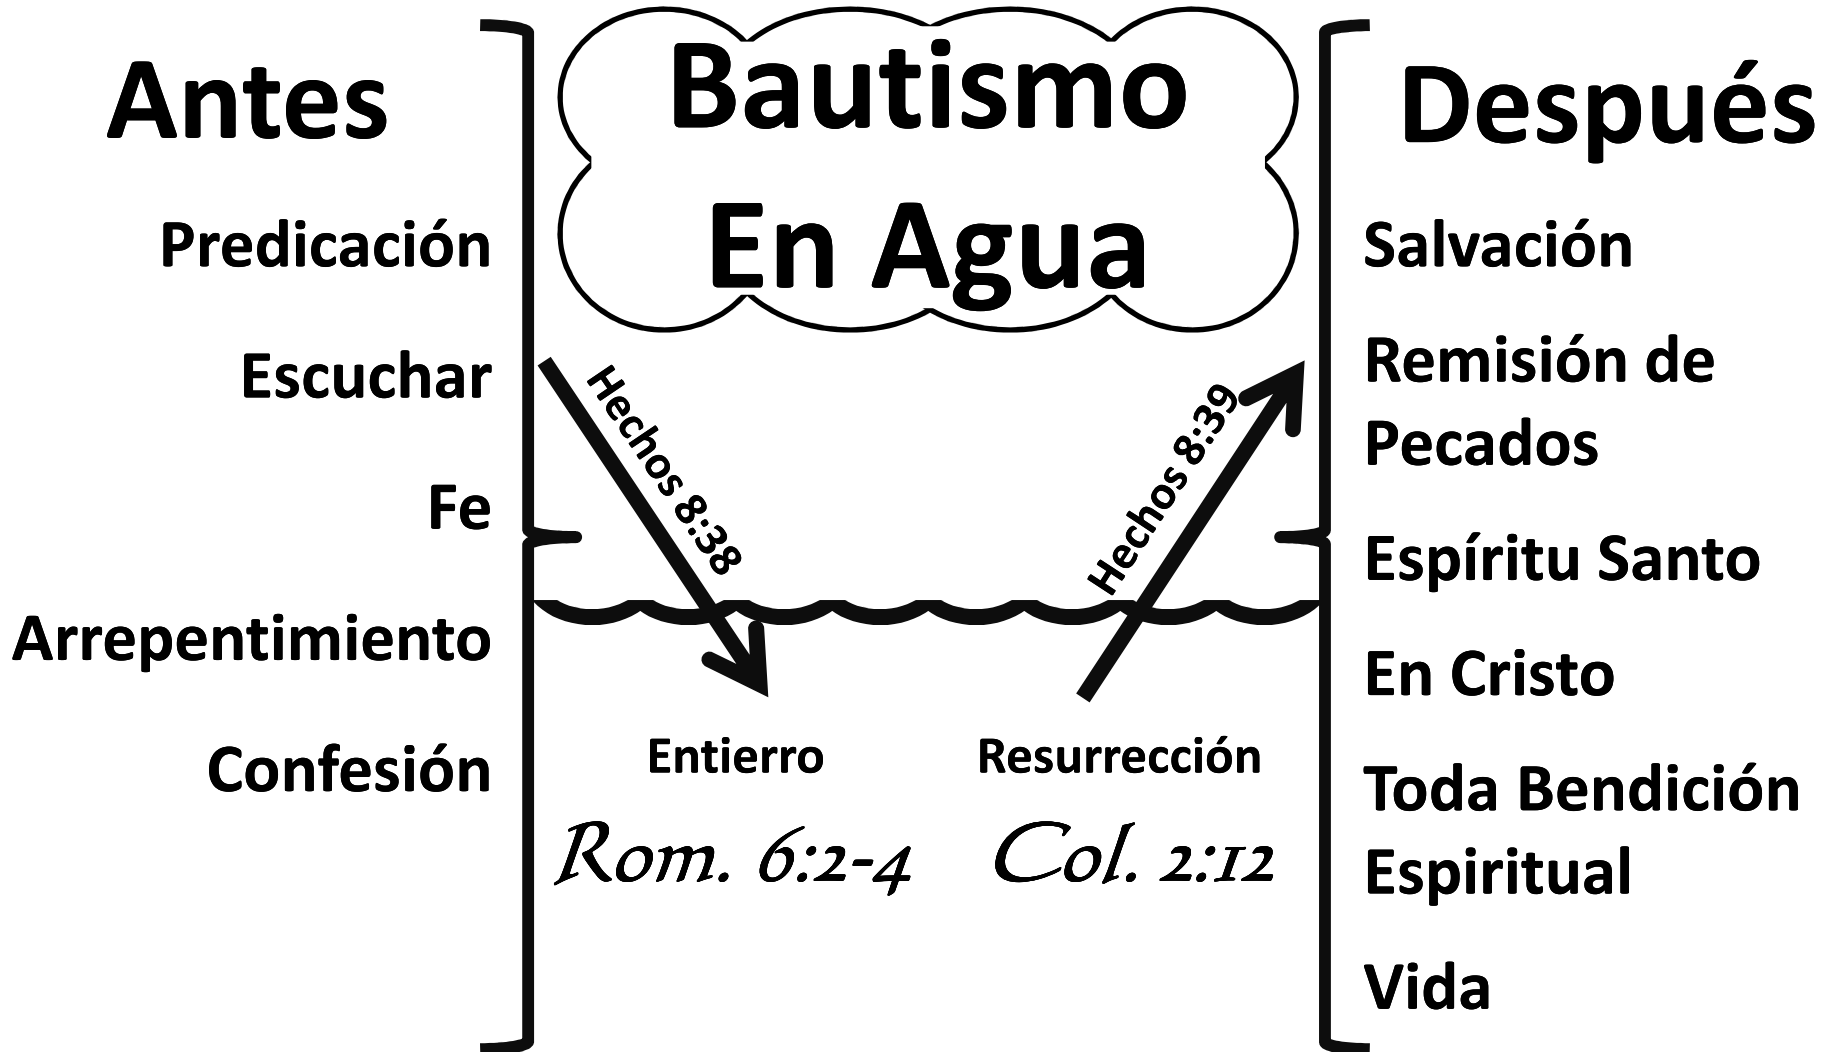 Antes
Predicación
Escuchar
Fe
Arrepentimiento
Confesión
Bautismo
En Agua
Hechos 8:38
Hechos 8:39
Entierro
Resurrección
Rom. 6:2-4
Col. 2:12
Después
Salvación
Remisión de
Pecados
Espíritu Santo
En Cristo
Toda Bendición
Espiritual
Vida